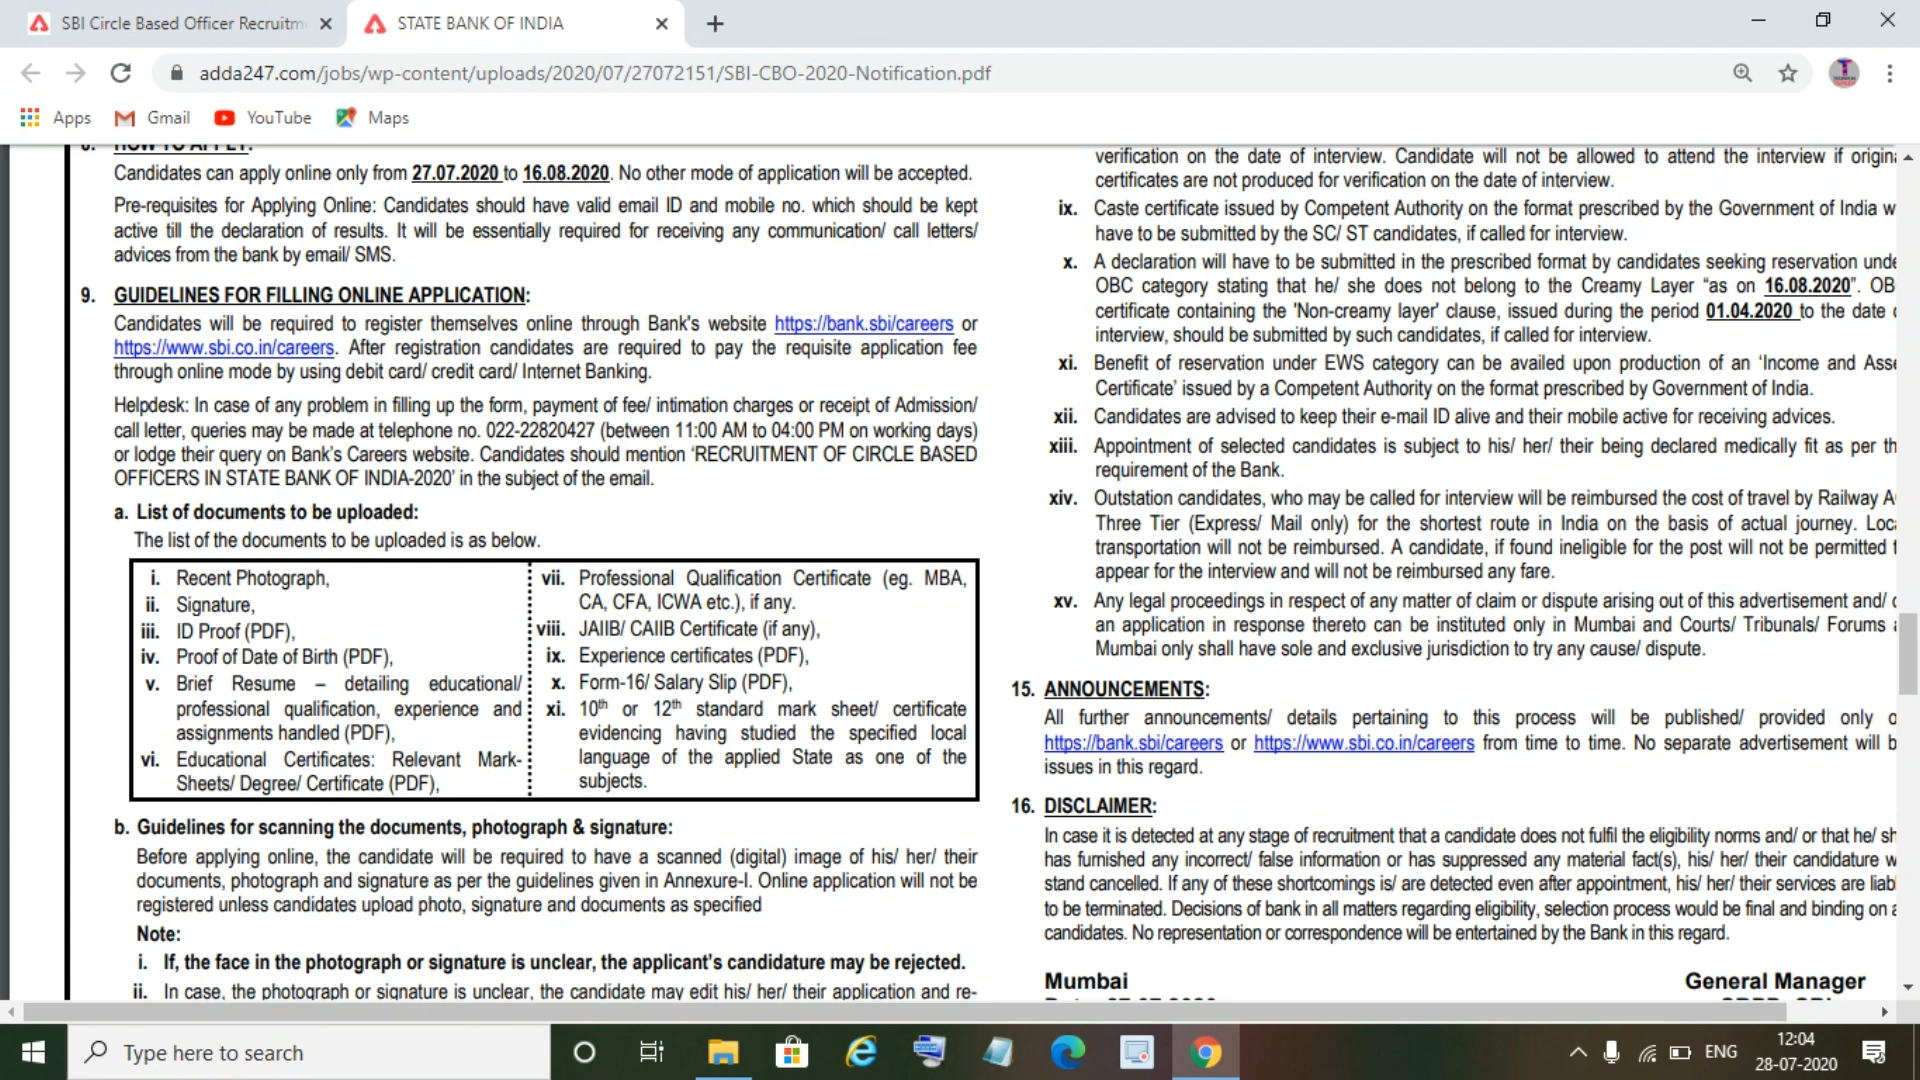 SBI Circle Based Officer Recruitm
STATE BANK OF INDIA
adda247.com/jobs/wp-content/uploads/2020/07/27072151/SBI-CBO-2020-Notification.pdf
Apps
Gmail
YouTube
Maps
HOW TO APPLY:
Candidates can apply online only from 27.07.2020 to 16.08.2020. No other mode of application will be accepted.
Pre-requisites for Applying Online: Candidates should have valid email ID and mobile no. which should be kept
active till the declaration of results. It will be essentially required for receiving any communication/ call letters/
advices from the bank by email/ SMS.
9. GUIDELINES FOR FILLING ONLINE APPLICATION:
Candidates will be required to register themselves online through Bank's website https://bank.sbi/careers or
https://www.sbi.co.in/careers. After registration candidates are required to pay the requisite application fee
through online mode by using debit card/ credit card/ Internet Banking.
Helpdesk: In case of any problem in filling up the form, payment of fee/ intimation charges or receipt of Admission/
call letter, queries may be made at telephone no. 022-22820427 (between 11:00 AM to 04:00 PM on working days)
or lodge their query on Bank's Careers website. Candidates should mention 'RECRUITMENT OF CIRCLE BASED
OFFICERS IN STATE BANK OF INDIA-2020' in the subject of the email.
a. List of documents to be uploaded:
The list of the documents to be uploaded is as below.
i. Recent Photograph,
ii. Signature,
iii. ID Proof (PDF),
iv. Proof of Date of Birth (PDF),
v. Brief Resume – detailing educational/
professional qualification, experience and
assignments handled (PDF),
vi. Educational Certificates: Relevant Mark-
Sheets/ Degree/ Certificate (PDF),
vii. Professional Qualification Certificate (eg. MBA,
CA, CFA, ICWA etc.), if any.
viii. JAIIB/ CAIIB Certificate (if any),
ix. Experience certificates (PDF),
x. Form-16/ Salary Slip (PDF),
xi. 10th or 12th standard mark sheet/ certificate
evidencing having studied the specified local
language of the applied State as one of the
subjects.
b. Guidelines for scanning the documents, photograph & signature:
Before applying online, the candidate will be required to have a scanned (digital) image of his/ her/ their
documents, photograph and signature as per the guidelines given in Annexure-I. Online application will not be
registered unless candidates upload photo, signature and documents as specified
Note:
i. If, the face in the photograph or signature is unclear, the applicant's candidature may be rejected.
ii. In case, the photograph or signature is unclear, the candidate may edit his/ her/ their application and re-
verification on the date of interview. Candidate will not be allowed to attend the interview if origina
certificates are not produced for verification on the date of interview.
ix. Caste certificate issued by Competent Authority on the format prescribed by the Government of India w
have to be submitted by the SC/ ST candidates, if called for interview.
x. A declaration will have to be submitted in the prescribed format by candidates seeking reservation unde
OBC category stating that he/ she does not belong to the Creamy Layer "as on 16.08.2020". OB
certificate containing the 'Non-creamy layer' clause, issued during the period 01.04.2020 to the date
interview, should be submitted by such candidates, if called for interview.
xi. Benefit of reservation under EWS category can be availed upon production of an 'Income and Asse
Certificate' issued by a Competent Authority on the format prescribed by Government of India.
xii. Candidates are advised to keep their e-mail ID alive and their mobile active for receiving advices.
xiii. Appointment of selected candidates is subject to his/ her/ their being declared medically fit as per th
requirement of the Bank.
xiv. Outstation candidates, who may be called for interview will be reimbursed the cost of travel by Railway A
Three Tier (Express/ Mail only) for the shortest route in India on the basis of actual journey. Loca
transportation will not be reimbursed. A candidate, if found ineligible for the post will not be permitted t
appear for the interview and will not be reimbursed any fare.
xv. Any legal proceedings in respect of any matter of claim or dispute arising out of this advertisement and/
an application in response thereto can be instituted only in Mumbai and Courts/ Tribunals/ Forums
Mumbai only shall have sole and exclusive jurisdiction to try any cause/ dispute.
15. ANNOUNCEMENTS:
All further announcements/ details pertaining to this process will be published/ provided only o
https://bank.sbi/careers or https://www.sbi.co.in/careers from time to time. No separate advertisement will b
issues in this regard.
16. DISCLAIMER:
In case it is detected at any stage of recruitment that a candidate does not fulfil the eligibility norms and/ or that he/ sh
has furnished any incorrect/ false information or has suppressed any material fact(s), his/ her/ their candidature w
stand cancelled. If any of these shortcomings is/ are detected even after appointment, his/ her/ their services are liabl
to be terminated. Decisions of bank in all matters regarding eligibility, selection process would be final and binding on a
candidates. No representation or correspondence will be entertained by the Bank in this regard.
Mumbai
General Manager
Type here to search
ENG
12:04
28-07-2020